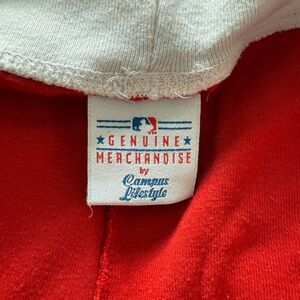 GENUINE
MERCHANDISE
by
Campus
Lifestyle